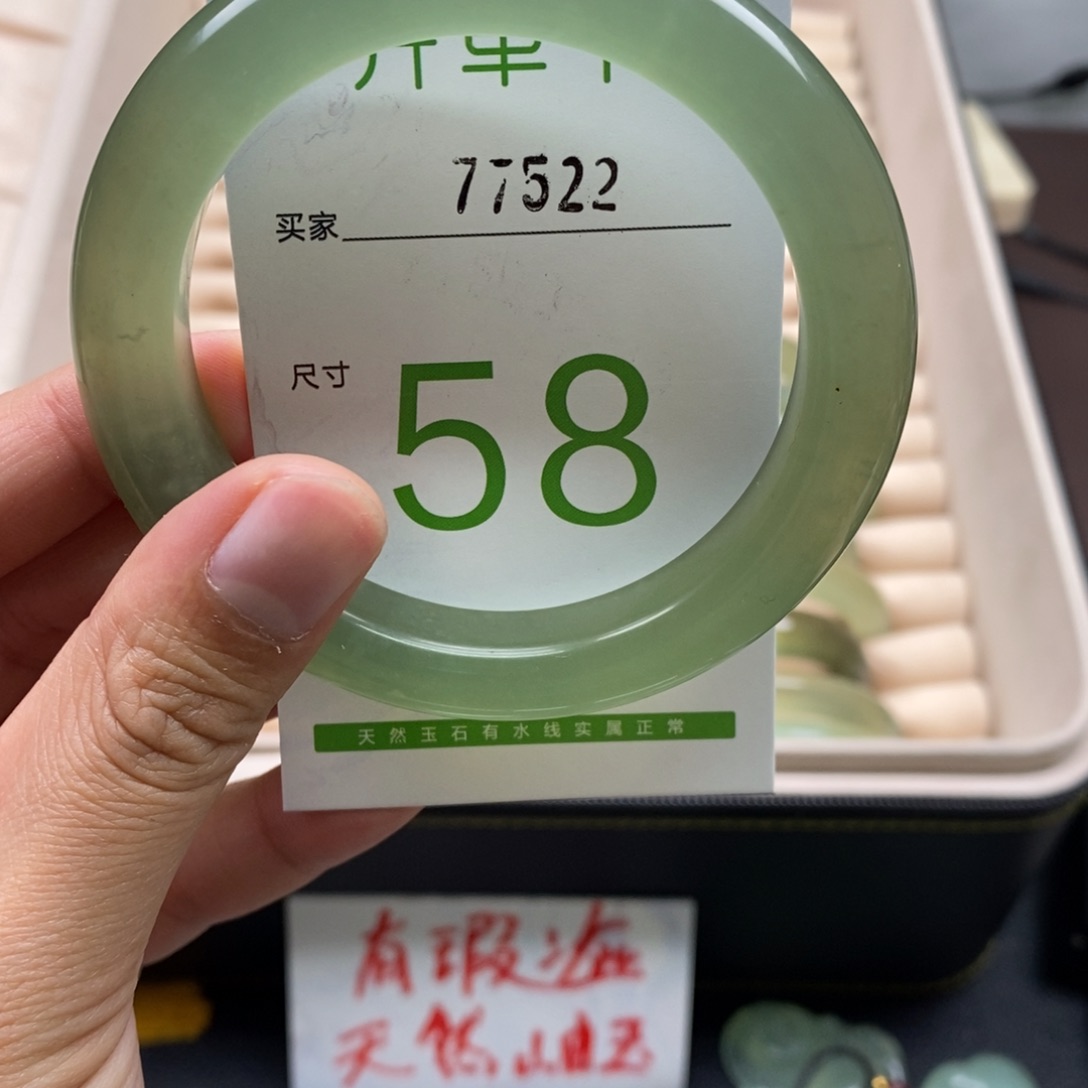 77522
买家
尺寸
58
天然玉石有水线实属正常
有瑕疵
天然岫玉